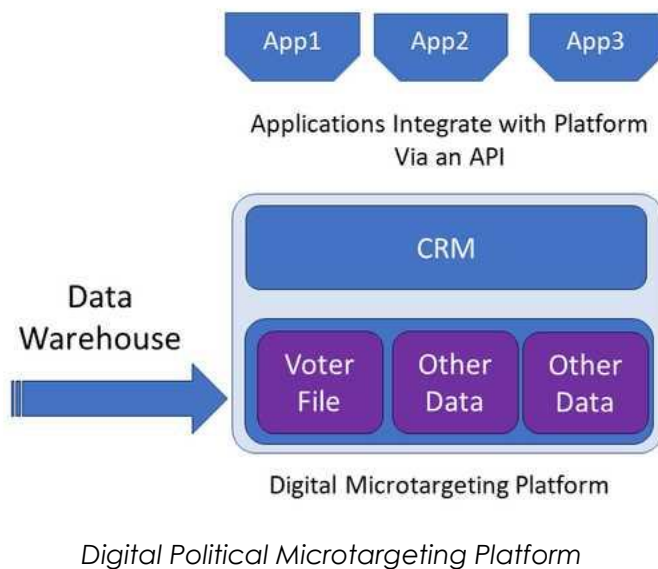 App1 App2 App3
Applications Integrate with Platform
Via an API
CRM
Data
Warehouse
Voter
File
Other
Data
Other
Data
Digital Microtargeting Platform
Digital Political Microtargeting Platform